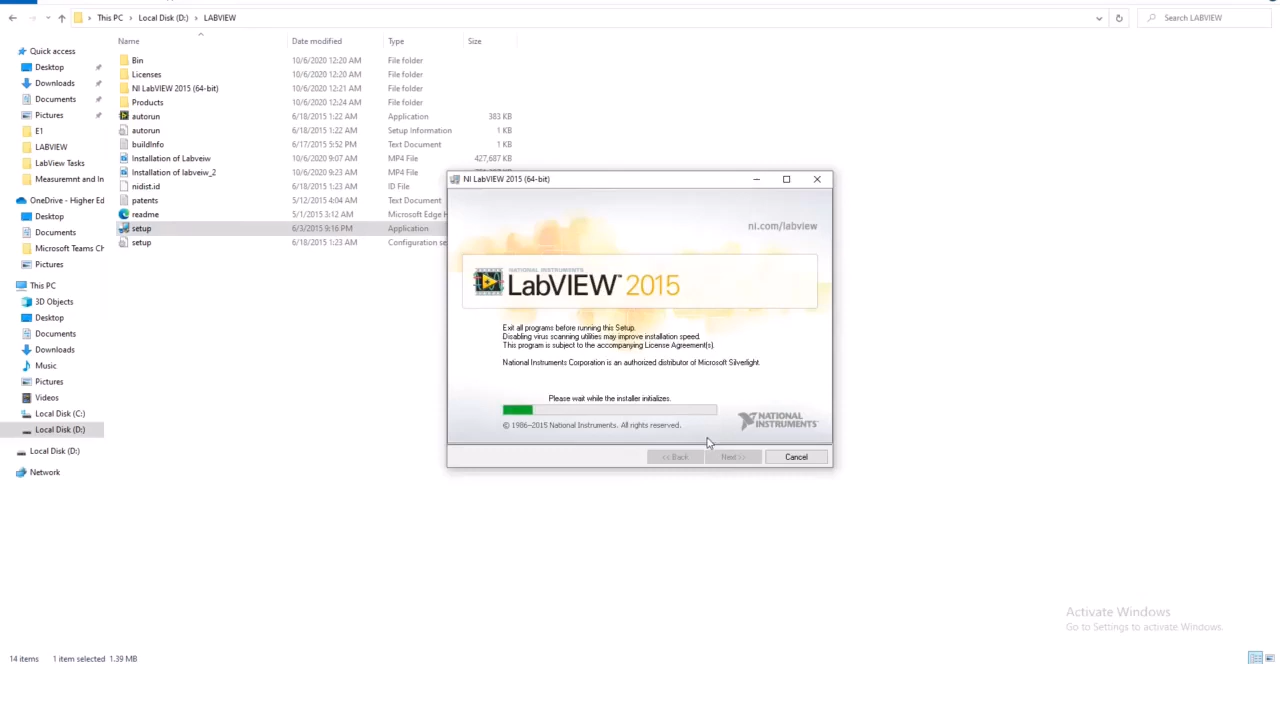 This PC > Local Disk (D:) > LABVIEW
Search LABVIEW
Name Date modified Type Size
Quick access
Desktop
Downloads
Documents
Pictures
E1
LABVIEW
LabView Tasks
Measuremnt and In
OneDrive - Higher Ed
Desktop
Documents
Microsoft Teams Ch
Pictures
This PC
3D Objects
Desktop
Documents
Downloads
Music
Pictures
Videos
Local Disk (C:)
Local Disk (D:)
Local Disk (D:)
Network
Bin 10/6/2020 12:20 AM File folder
Licenses 10/6/2020 12:20 AM File folder
NI LabVIEW 2015 (64-bit) 10/6/2020 12:21 AM File folder
Products 10/6/2020 12:24 AM File folder
autorun 6/18/2015 1:22 AM Application 383 KB
autorun 6/18/2015 1:22 AM Setup Information 1 KB
buildInfo 6/17/2015 5:52 PM Text Document 1 KB
Installation of Labveiw 10/6/2020 9:07 AM MP4 File 427,687 KB
Installation of labveiw_2 10/6/2020 9:23 AM MP4 File
nidist.id 6/18/2015 1:23 AM ID File
patents 5/12/2015 4:04 AM Text Document
readme 5/1/2015 3:12 AM Microsoft Edge H
setup 6/3/2015 9:16 PM Application
setup 6/18/2015 1:23 AM Configuration se
NI LabVIEW 2015 (64-bit)
ni.com/labview
NATIONAL INSTRUMENTS
LabVIEW™ 2015
Exit all programs before running this Setup.
Disabling virus scanning utilities may improve installation speed.
This program is subject to the accompanying License Agreement(s).
National Instruments Corporation is an authorized distributor of Microsoft Silverlight.
Please wait while the installer initializes.
© 1986–2015 National Instruments. All rights reserved.
NATIONAL
INSTRUMENTS
<< Back Next >> Cancel
Activate Windows
Go to Settings to activate Windows.
14 items 1 item selected 1.39 MB